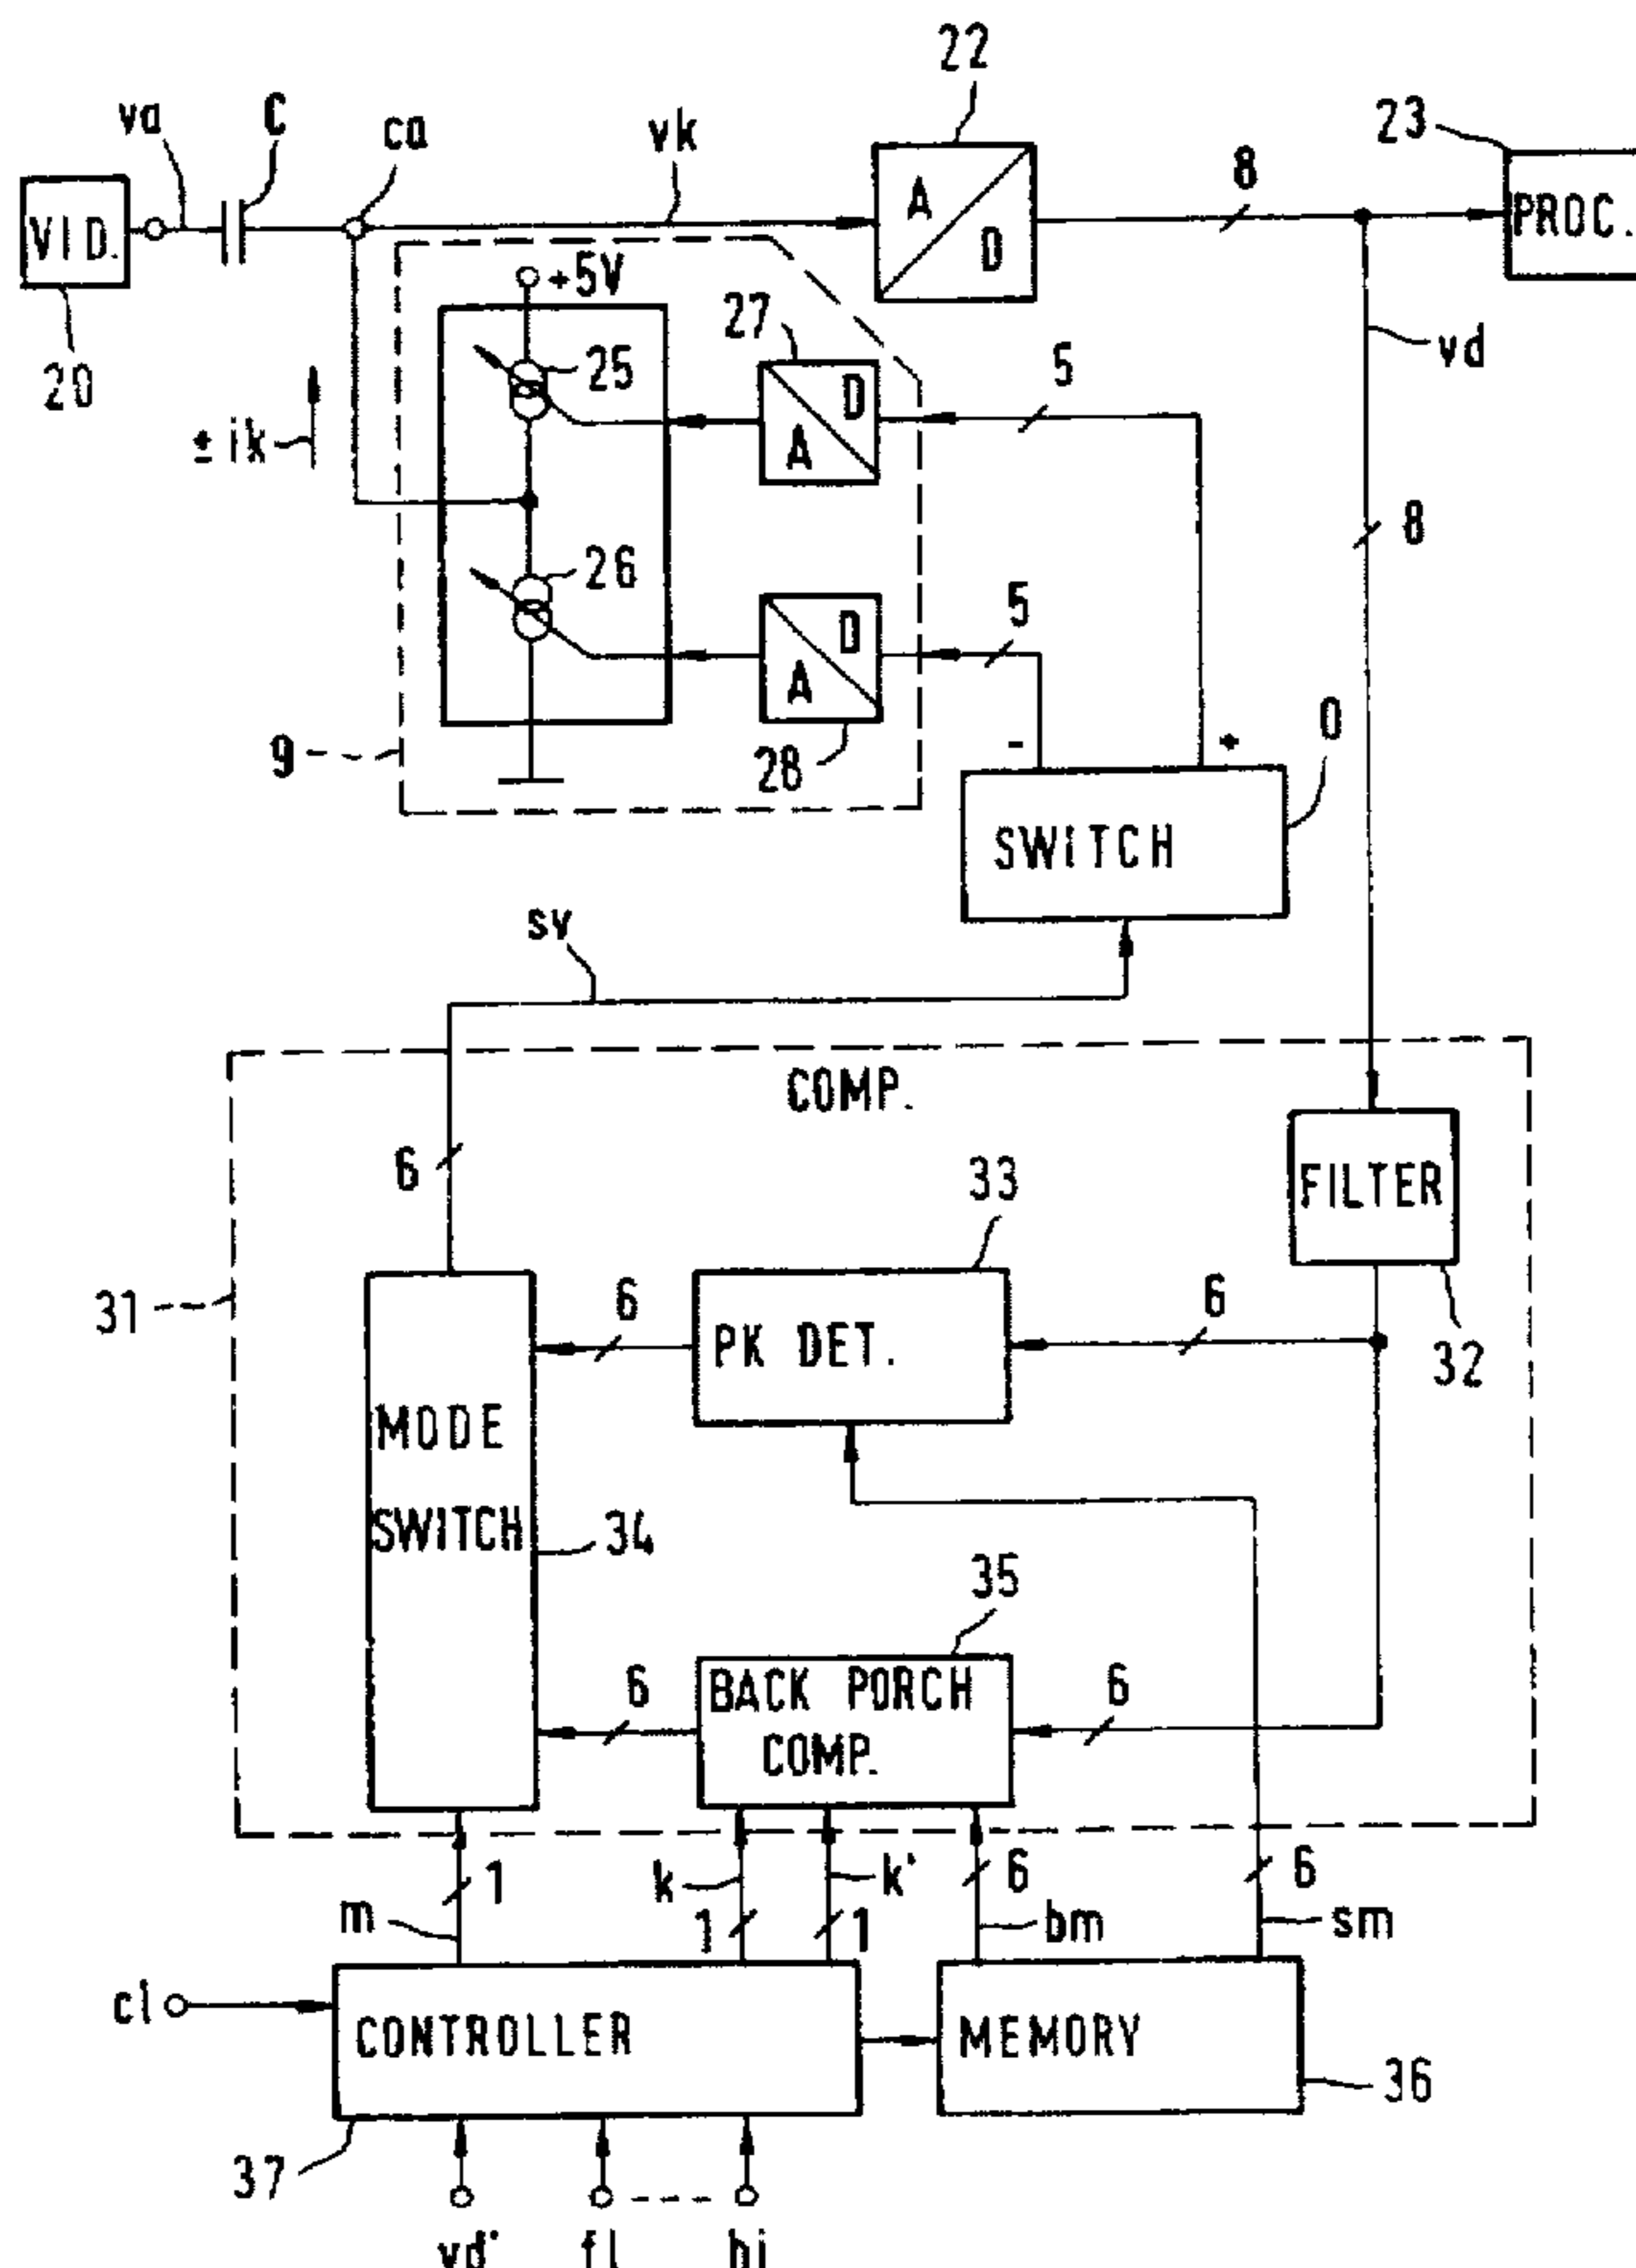 22
va C ca vk 23
VID. A D 8 PROC.
+5V
20 27 vd
25 5
±ik D A
8
26 5
D A
9 28 - + 0
SWITCH
sv
COMP.
6 33 FILTER
31 6 PK DET. 6 32
MODE SWITCH
34
35
6 BACK PORCH COMP. 6
m 1 k k' 6 6
1 1 bm sm
cl CONTROLLER MEMORY
36
37
vd' fl hi